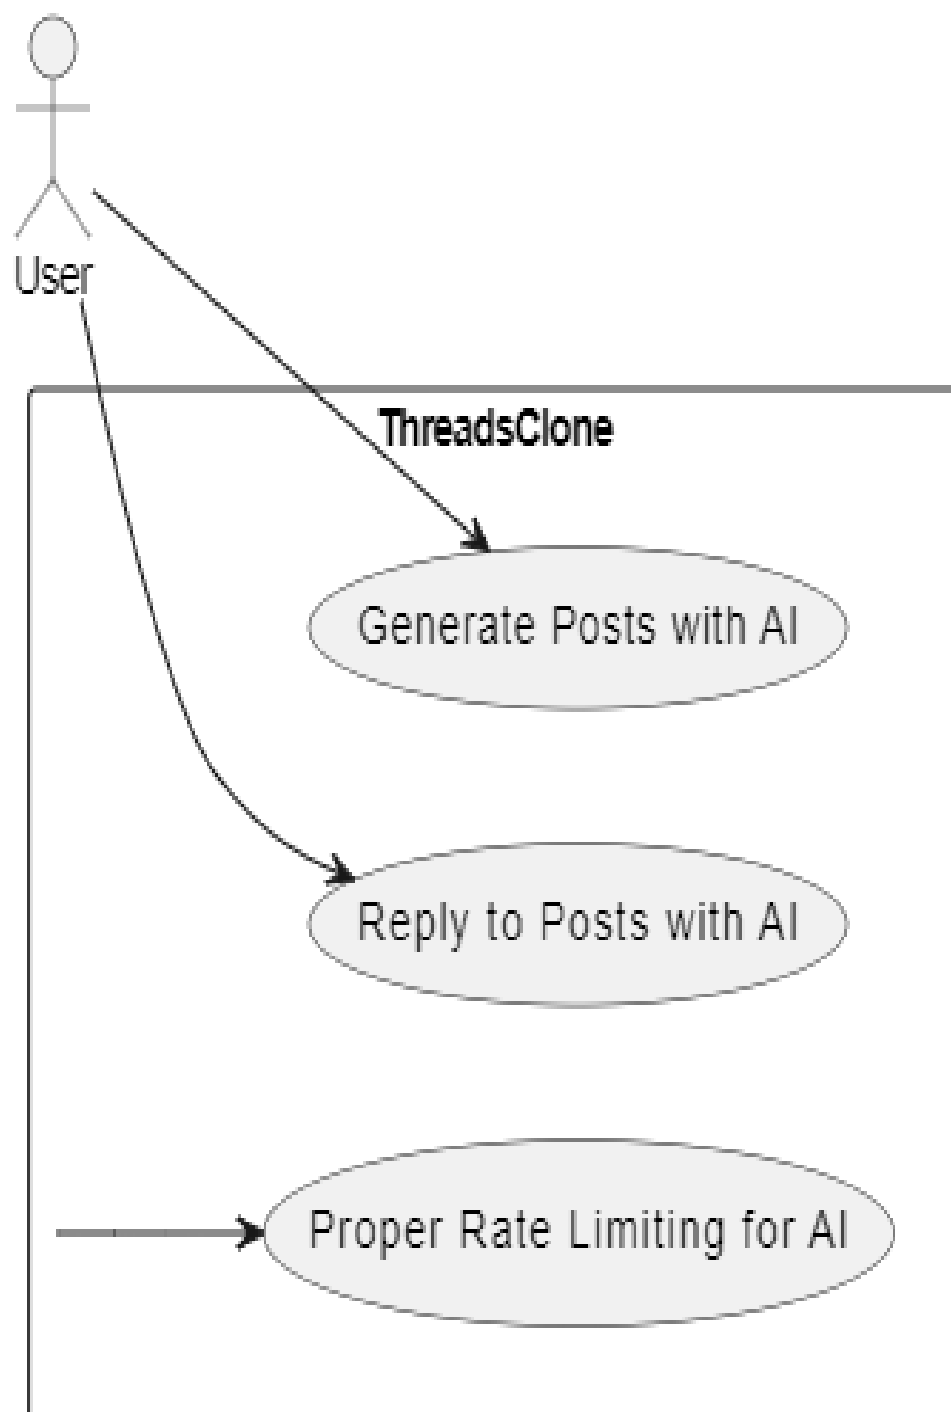 User
ThreadsClone
Generate Posts with AI
Reply to Posts with AI
Proper Rate Limiting for AI